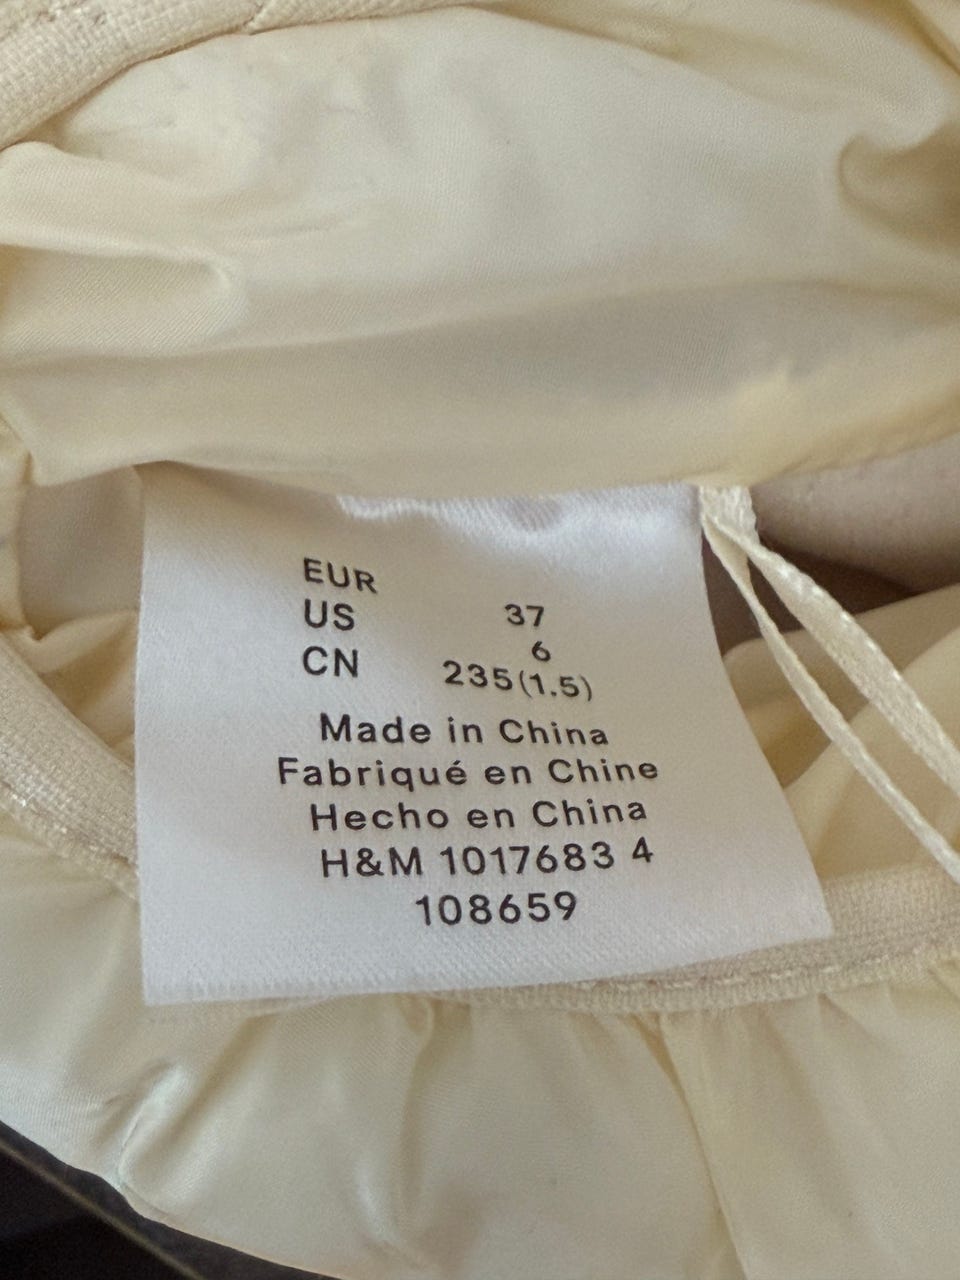 EUR 37
US 6
CN 235(1.5)
Made in China
Fabriqué en Chine
Hecho en China
H&M 1017683 4
108659